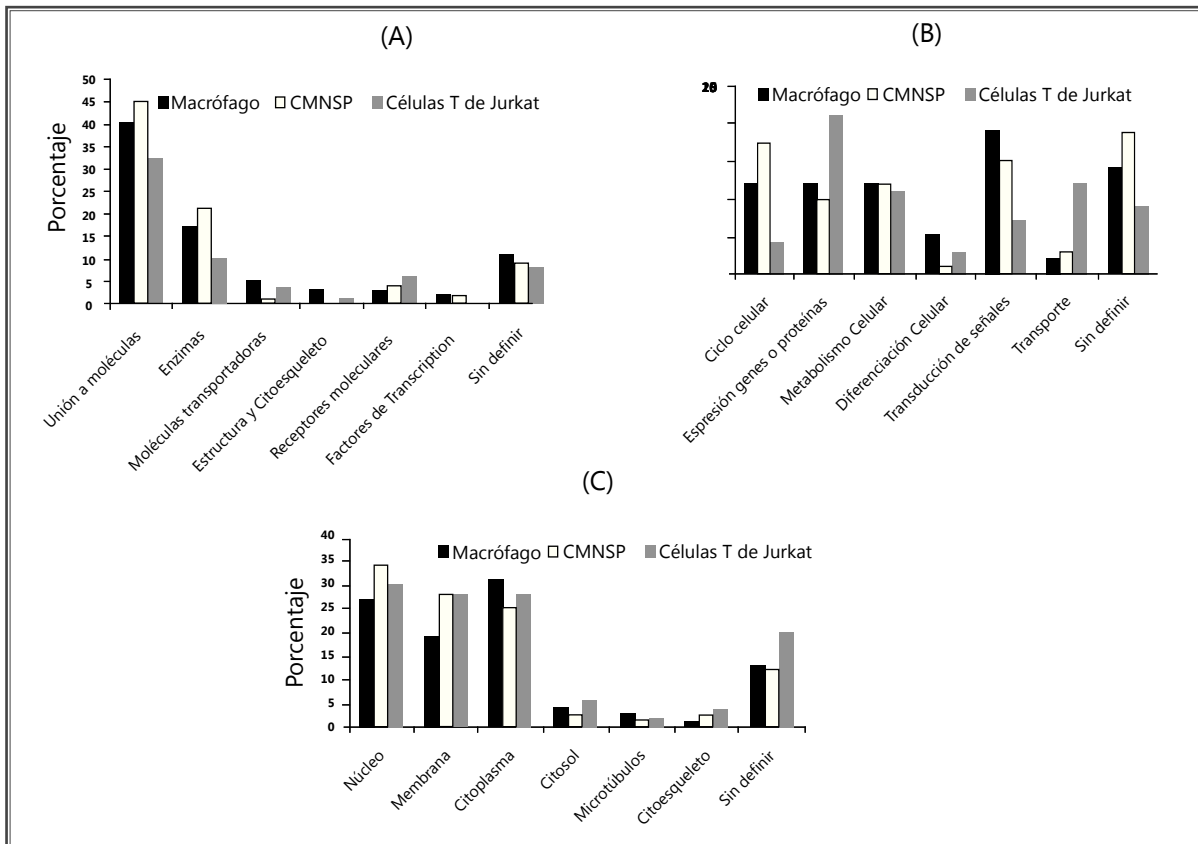 (A)
50
45
40
35
30
25
20
15
10
5
0
Porcentaje
Macrófago CMNSP Células T de Jurkat
Unión a moléculas
Enzimas
Moléculas transportadoras
Estructura y Citoesqueleto
Receptores moleculares
Factores de Transcription
Sin definir
(B)
Macrófago CMNSP Células T de Jurkat
Ciclo celular
Espresión genes o proteínas
Metabolismo Celular
Diferenciación Celular
Transducción de señales
Transporte
Sin definir
(C)
40
35
30
25
20
15
10
5
0
Porcentaje
Macrófago CMNSP Células T de Jurkat
Núcleo
Membrana
Citoplasma
Citosol
Microtúbulos
Citoesqueleto
Sin definir